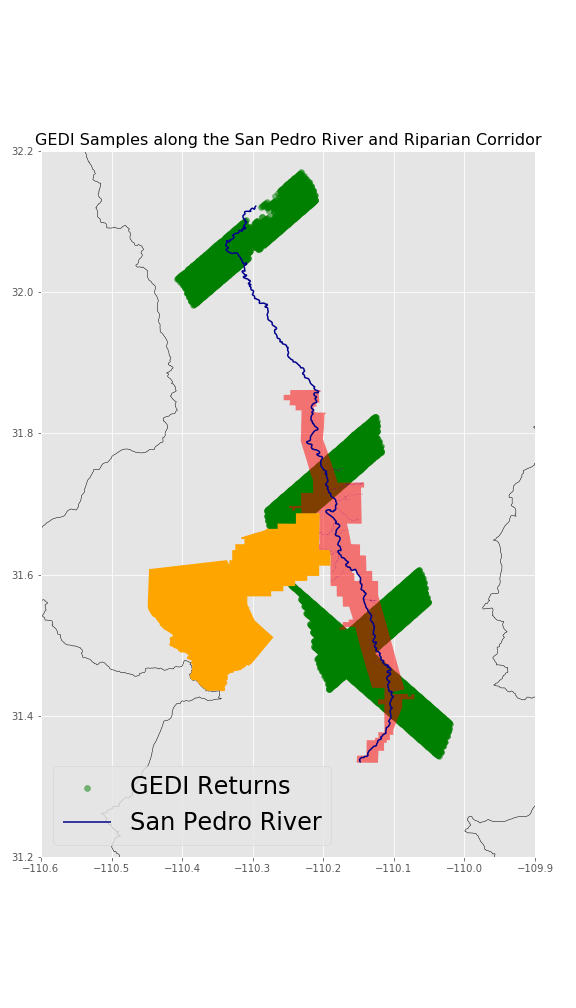 GEDI Samples along the San Pedro River and Riparian Corridor
32.2
32.0
31.8
31.6
31.4
31.2
GEDI Returns
San Pedro River
−110.6 −110.5 −110.4 −110.3 −110.2 −110.1 −110.0 −109.9